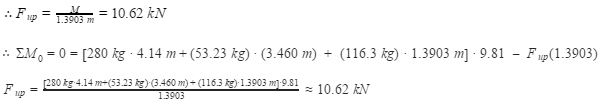 ∴ F_up = M / 1.3903 m = 10.62 kN
∴ ΣM_0 = 0 = [280 kg · 4.14 m + (53.23 kg) · (3.460 m) + (116.3 kg) · 1.3903 m] · 9.81 − F_up(1.3903)
F_up = [280 kg·4.14 m+(53.23 kg)·(3.460 m)+(116.3 kg)·1.3903 m]·9.81 / 1.3903 ≈ 10.62 kN